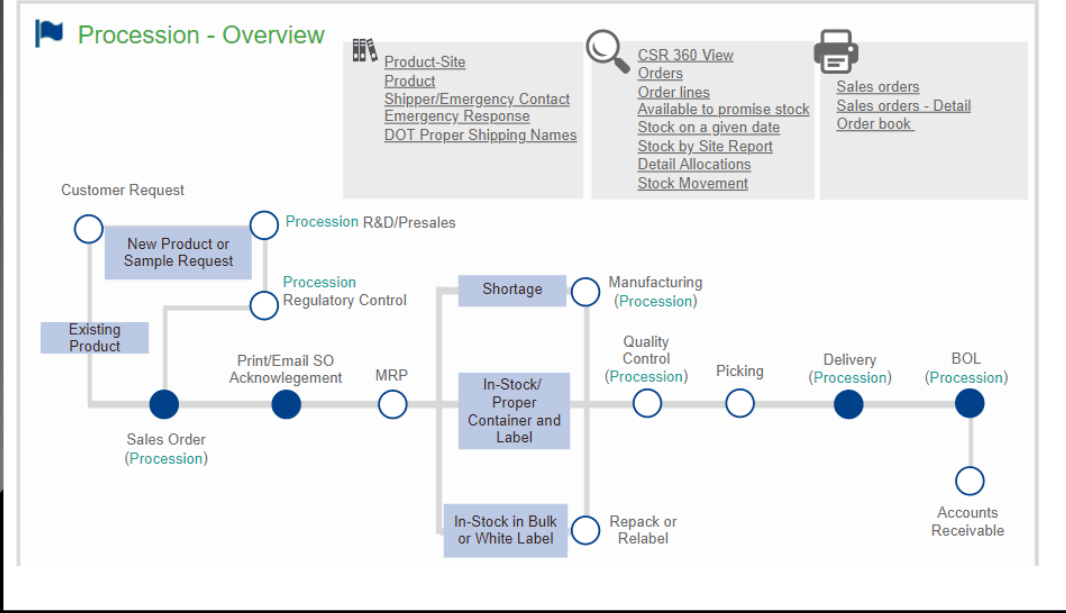 Procession - Overview
Product-Site
Product
Shipper/Emergency Contact
Emergency Response
DOT Proper Shipping Names
CSR 360 View
Orders
Order lines
Available to promise stock
Stock on a given date
Stock by Site Report
Detail Allocations
Stock Movement
Sales orders
Sales orders - Detail
Order book
Customer Request
New Product or
Sample Request
Procession R&D/Presales
Procession
Regulatory Control
Existing
Product
Print/Email SO
Acknowlegement
MRP
Sales Order
(Procession)
Shortage
Manufacturing
(Procession)
In-Stock/
Proper
Container and
Label
Quality
Control
(Procession)
Picking
Delivery
(Procession)
BOL
(Procession)
In-Stock in Bulk
or White Label
Repack or
Relabel
Accounts
Receivable